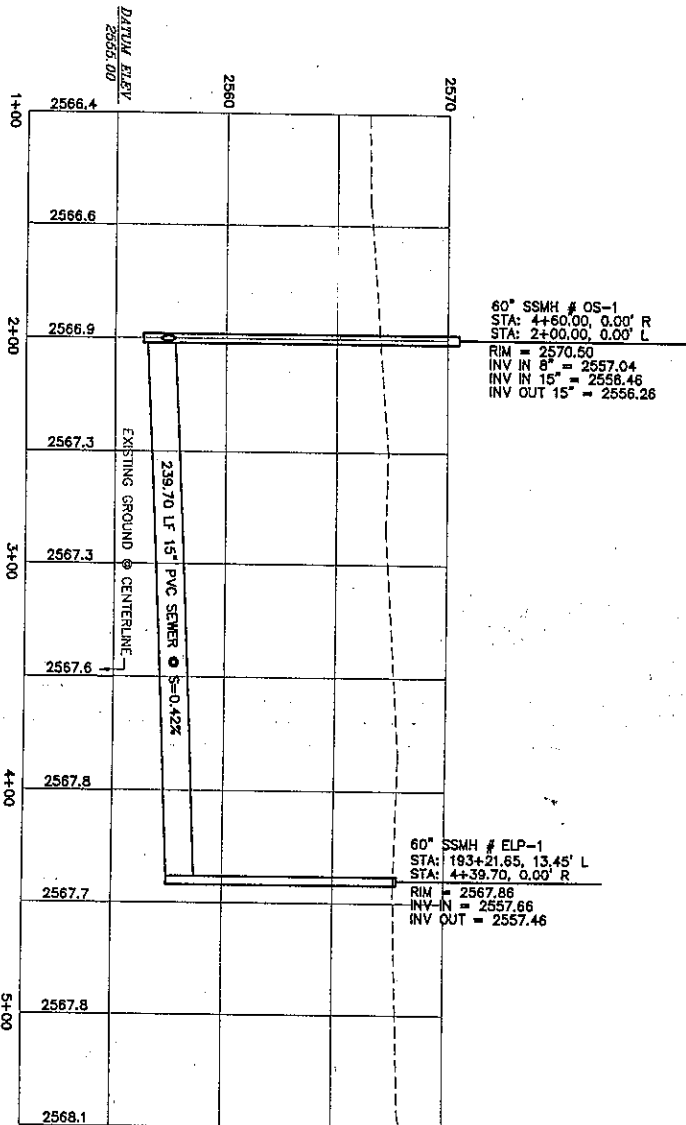 2560
2570
DATUM ELEV
2555.00
1+00
2566.4
2566.6
60" SSMH # OS-1
STA: 4+60.00, 0.00' R
STA: 2+00.00, 0.00' L
RIM = 2570.50
INV IN 8" = 2557.04
INV IN 15" = 2556.46
INV OUT 15" = 2556.26
2+00
2566.9
2567.3
EXISTING GROUND @ CENTERLINE
239.70 LF 15" PVC SEWER @ S=0.42%
3+00
2567.3
2567.6
4+00
2567.8
60" SSMH # ELP-1
STA: 193+21.65, 13.45' L
STA: 4+39.70, 0.00' R
RIM = 2567.86
INV IN = 2557.66
INV OUT = 2557.46
2567.7
5+00
2567.8
2568.1